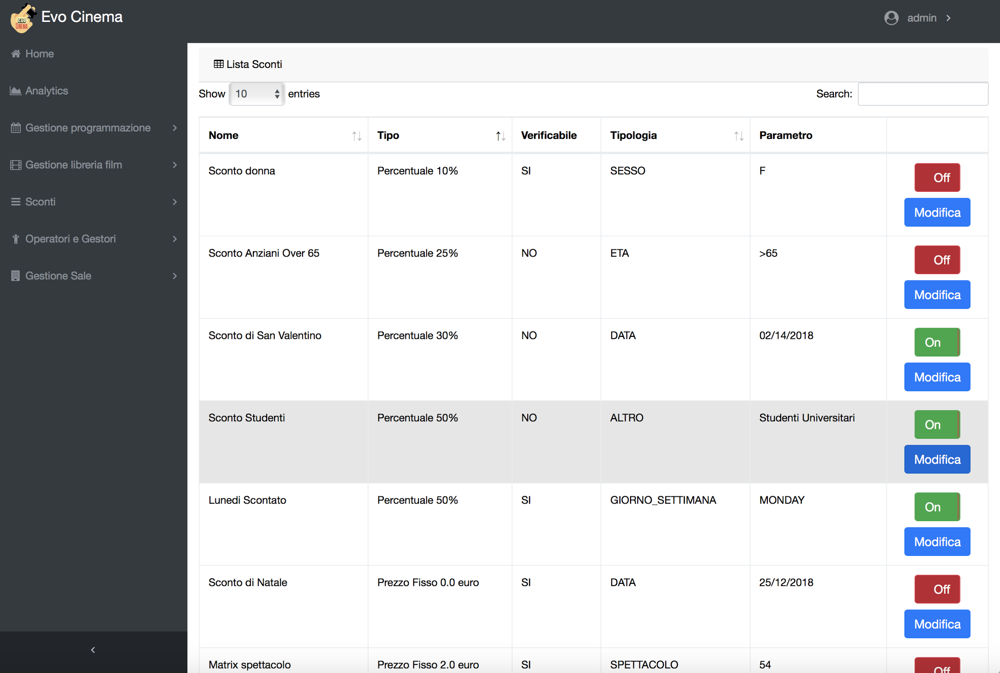 EVO
CINEMA
Evo Cinema
admin
Home
Analytics
Gestione programmazione
Gestione libreria film
Sconti
Operatori e Gestori
Gestione Sale
Lista Sconti
Show 10 entries
Search:
Nome Tipo Verificabile Tipologia Parametro
Sconto donna Percentuale 10% SI SESSO F Off
Modifica
Sconto Anziani Over 65 Percentuale 25% NO ETA >65 Off
Modifica
Sconto di San Valentino Percentuale 30% NO DATA 02/14/2018 On
Modifica
Sconto Studenti Percentuale 50% NO ALTRO Studenti Universitari On
Modifica
Lunedi Scontato Percentuale 50% SI GIORNO_SETTIMANA MONDAY On
Modifica
Sconto di Natale Prezzo Fisso 0.0 euro SI DATA 25/12/2018 Off
Modifica
Matrix spettacolo Prezzo Fisso 2.0 euro SI SPETTACOLO 54 Off